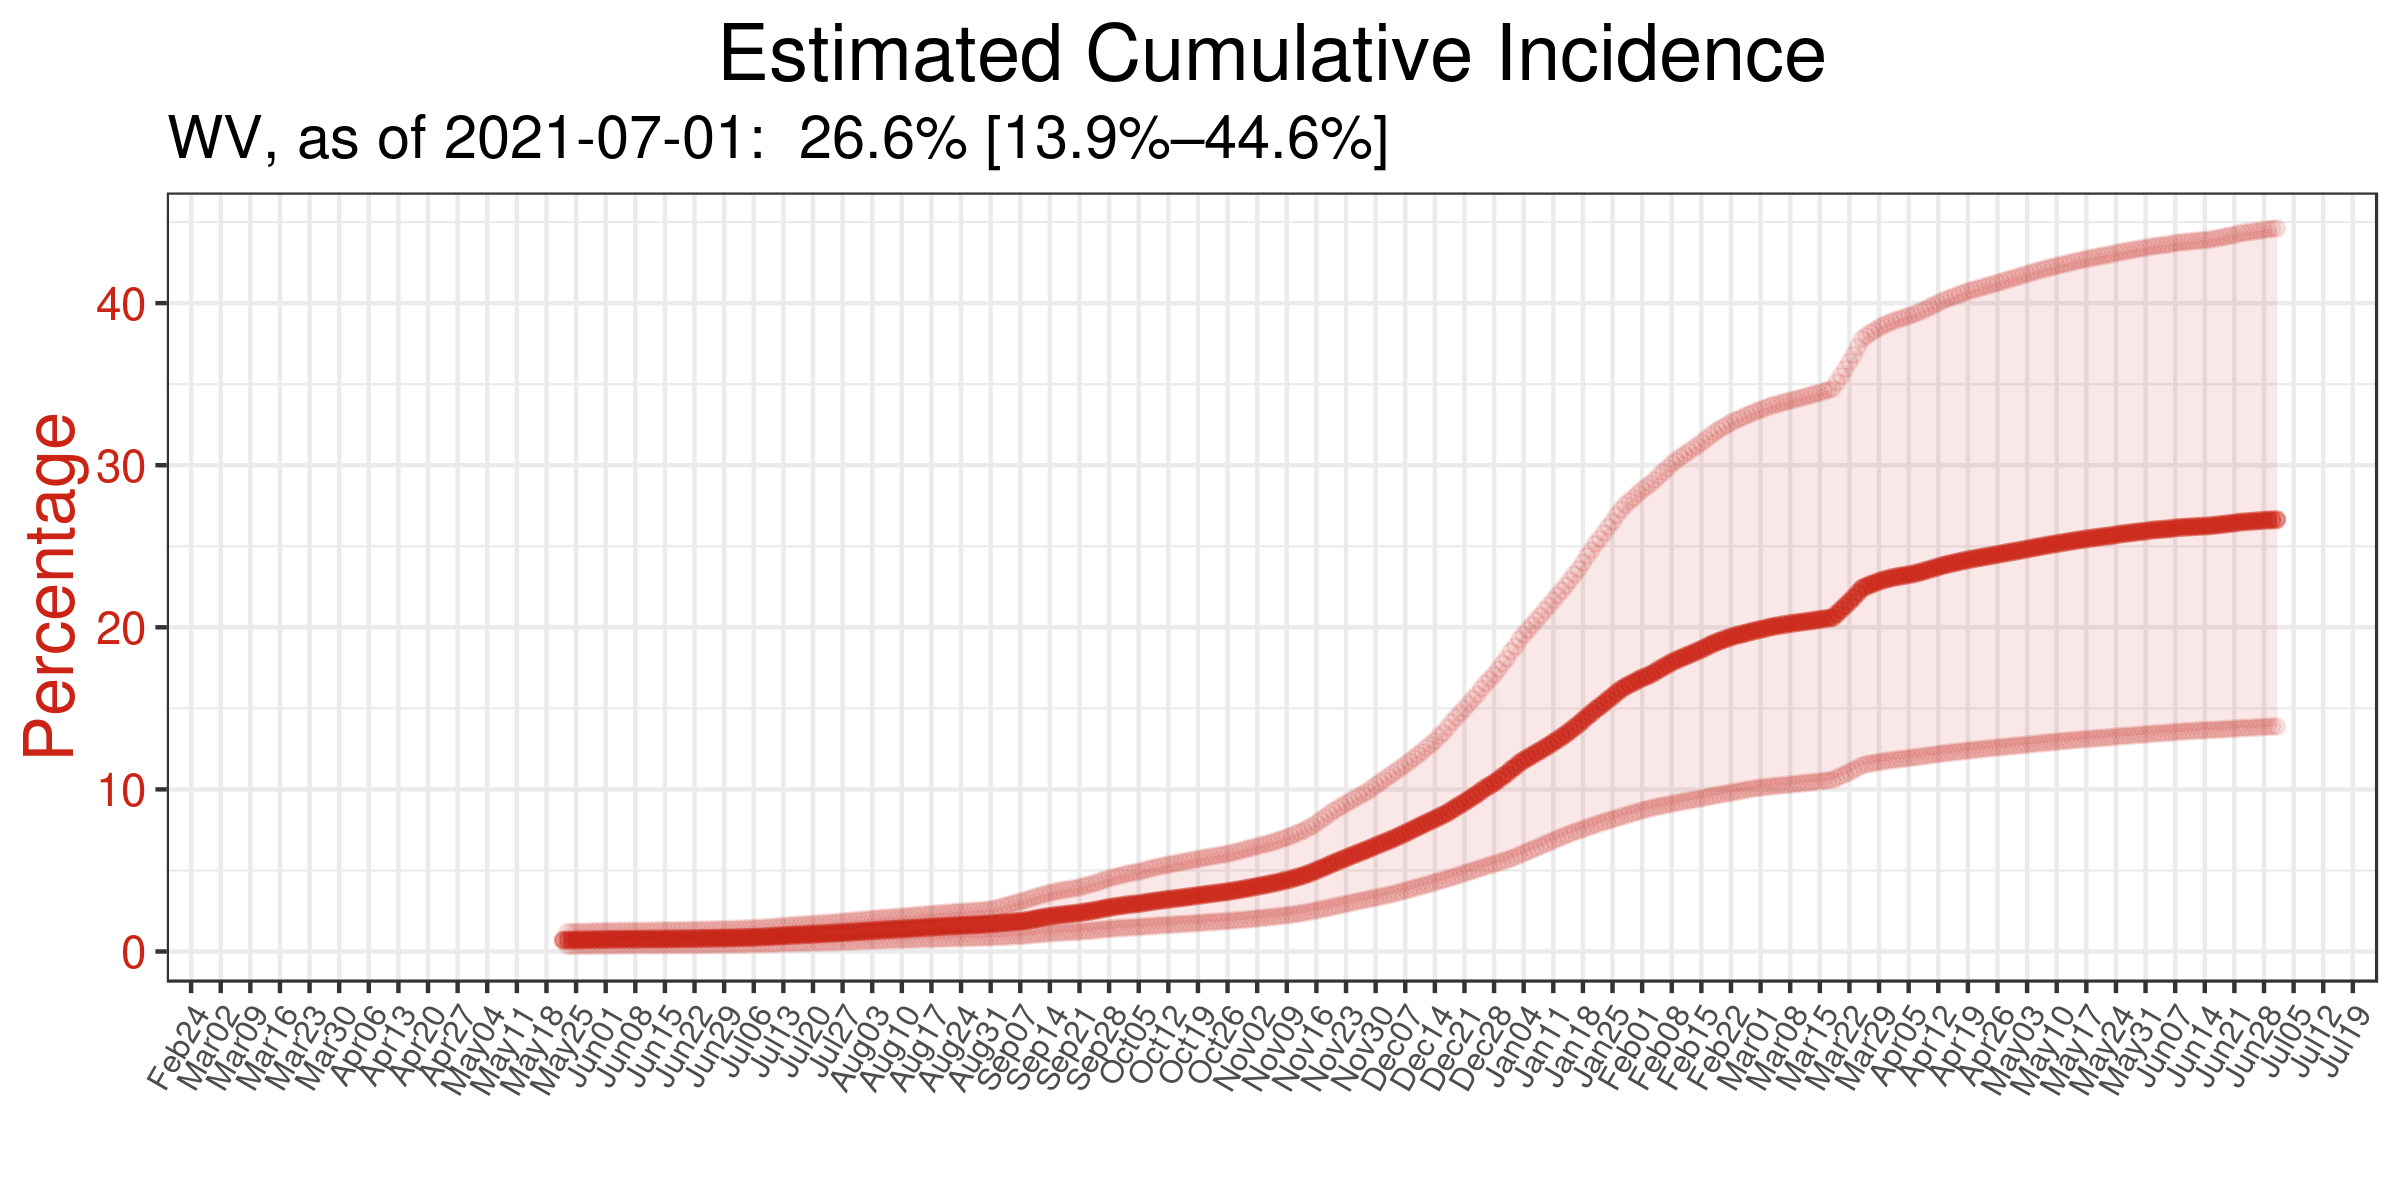 Estimated Cumulative Incidence
WV, as of 2021-07-01:  26.6% [13.9%–44.6%]
Percentage
40
30
20
10
0
Feb24
Mar02
Mar09
Mar16
Mar23
Mar30
Apr06
Apr13
Apr20
Apr27
May04
May11
May18
May25
Jun01
Jun08
Jun15
Jun22
Jun29
Jul06
Jul13
Jul20
Jul27
Aug03
Aug10
Aug17
Aug24
Aug31
Sep07
Sep14
Sep21
Sep28
Oct05
Oct12
Oct19
Oct26
Nov02
Nov09
Nov16
Nov23
Nov30
Dec07
Dec14
Dec21
Dec28
Jan04
Jan11
Jan18
Jan25
Feb01
Feb08
Feb15
Feb22
Mar01
Mar08
Mar15
Mar22
Mar29
Apr05
Apr12
Apr19
Apr26
May03
May10
May17
May24
May31
Jun07
Jun14
Jun21
Jun28
Jul05
Jul12
Jul19